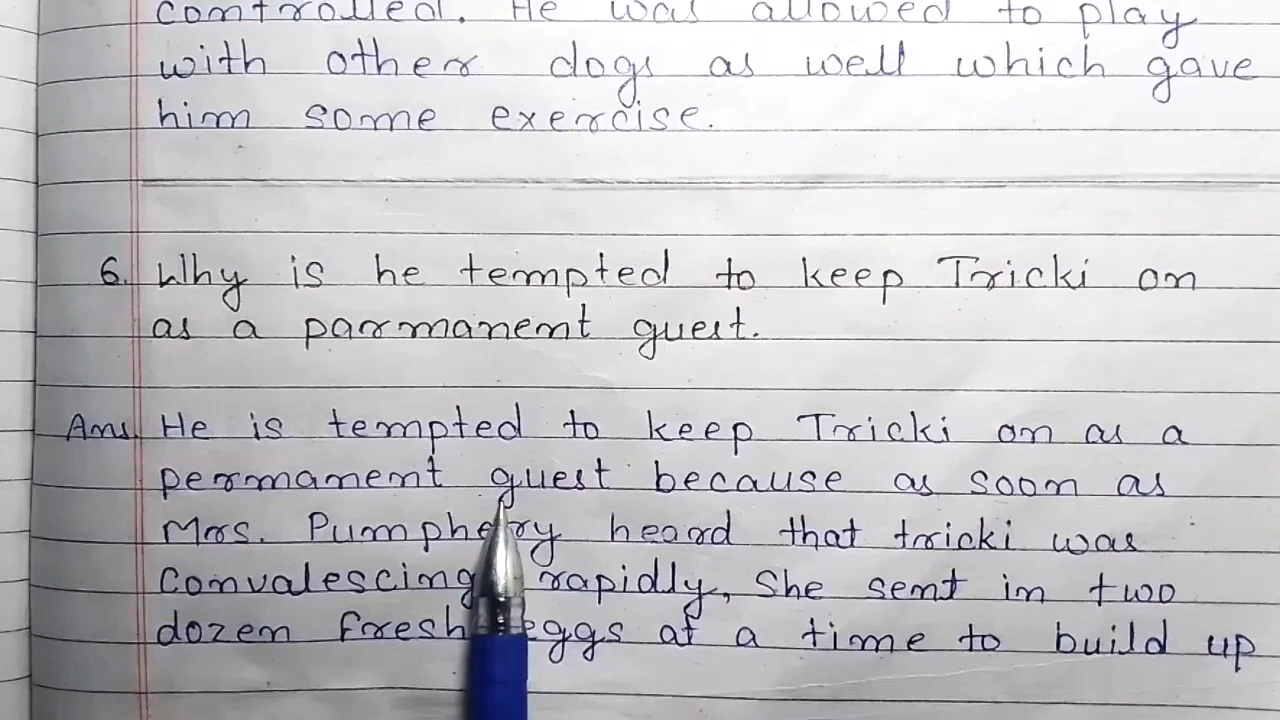 controlled. He was allowed to play
with other dogs as well which gave
him some exercise.
6. Why is he tempted to keep Tricki on
as a parmanent guest.
Ans. He is tempted to keep Tricki on as a
permanent guest because as soon as
Mrs. Pumphery heard that tricki was
Convalescing rapidly, She sent in two
dozen fresh eggs at a time to build up